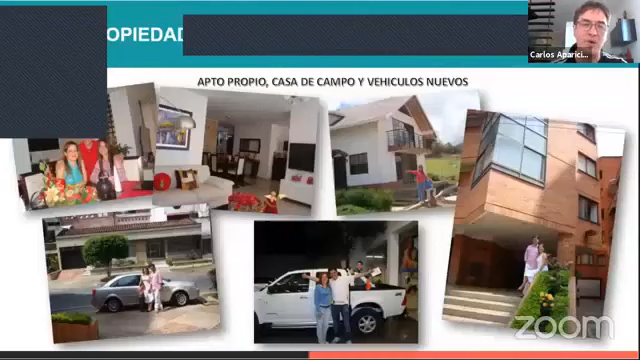 OPIEDAD
Carlos Aparici...
APTO PROPIO, CASA DE CAMPO Y VEHICULOS NUEVOS
zoom